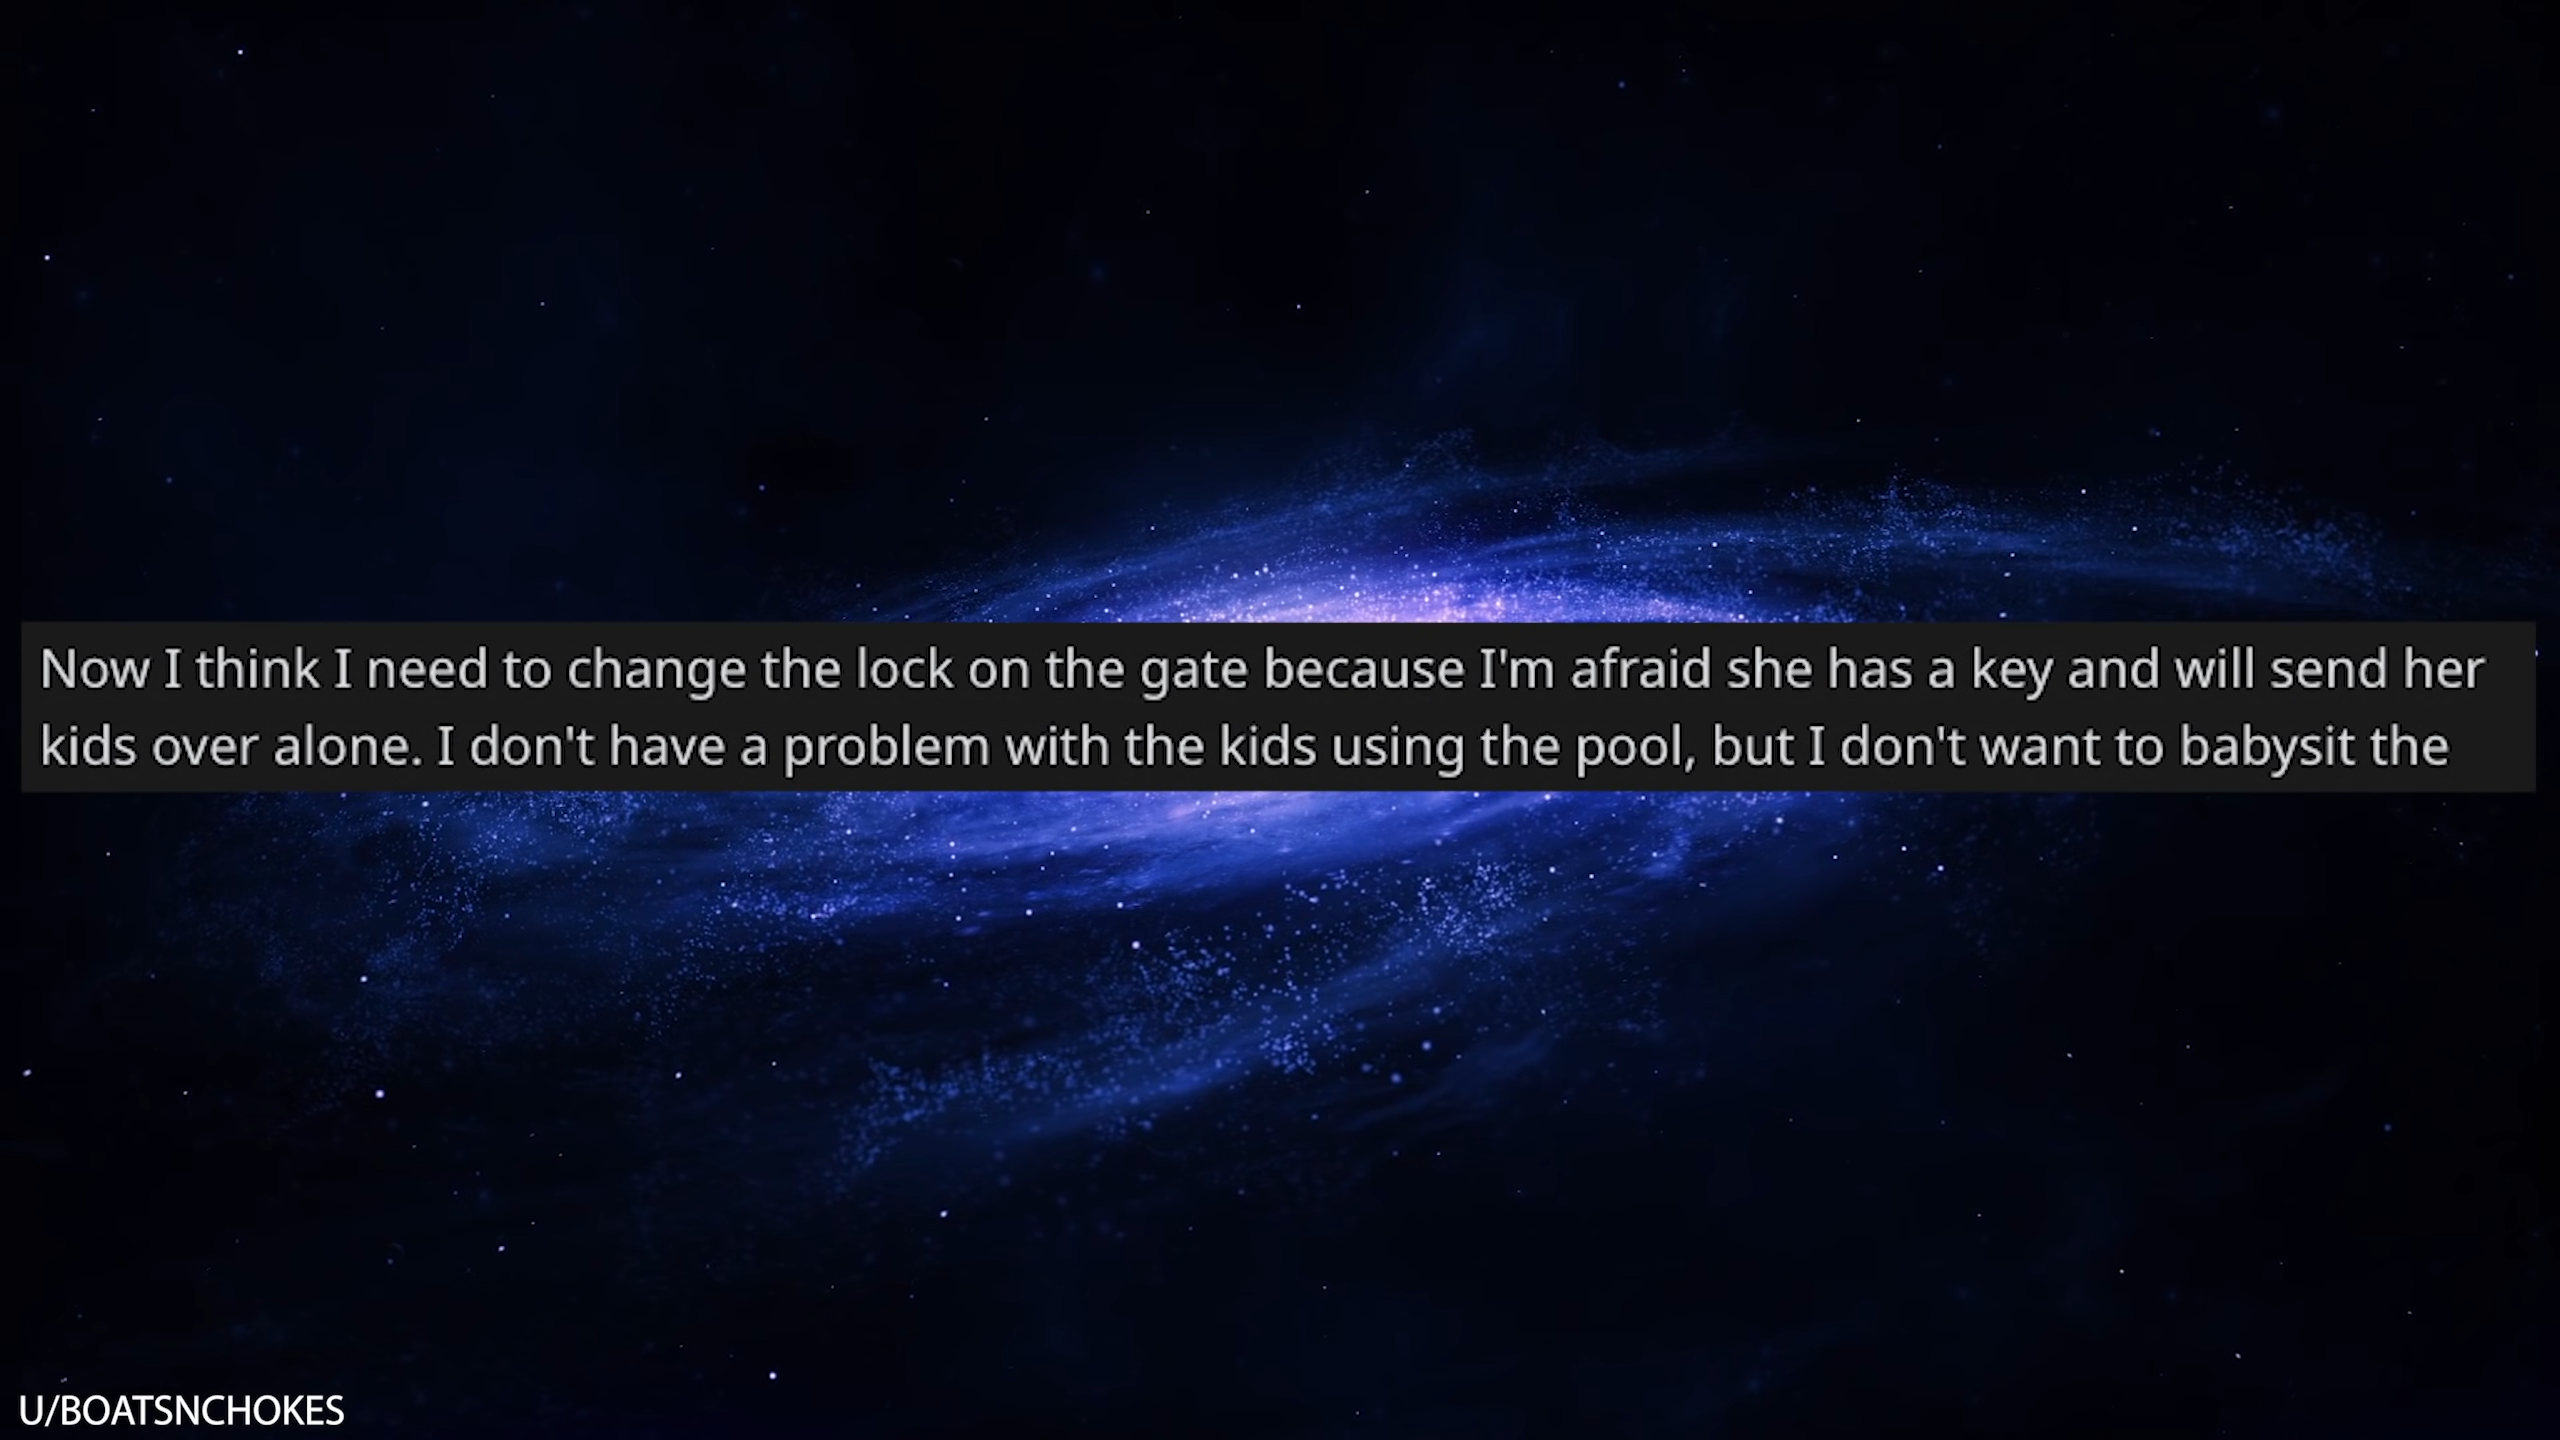 Now I think I need to change the lock on the gate because I'm afraid she has a key and will send her
kids over alone. I don't have a problem with the kids using the pool, but I don't want to babysit the
U/BOATSNCHOKES